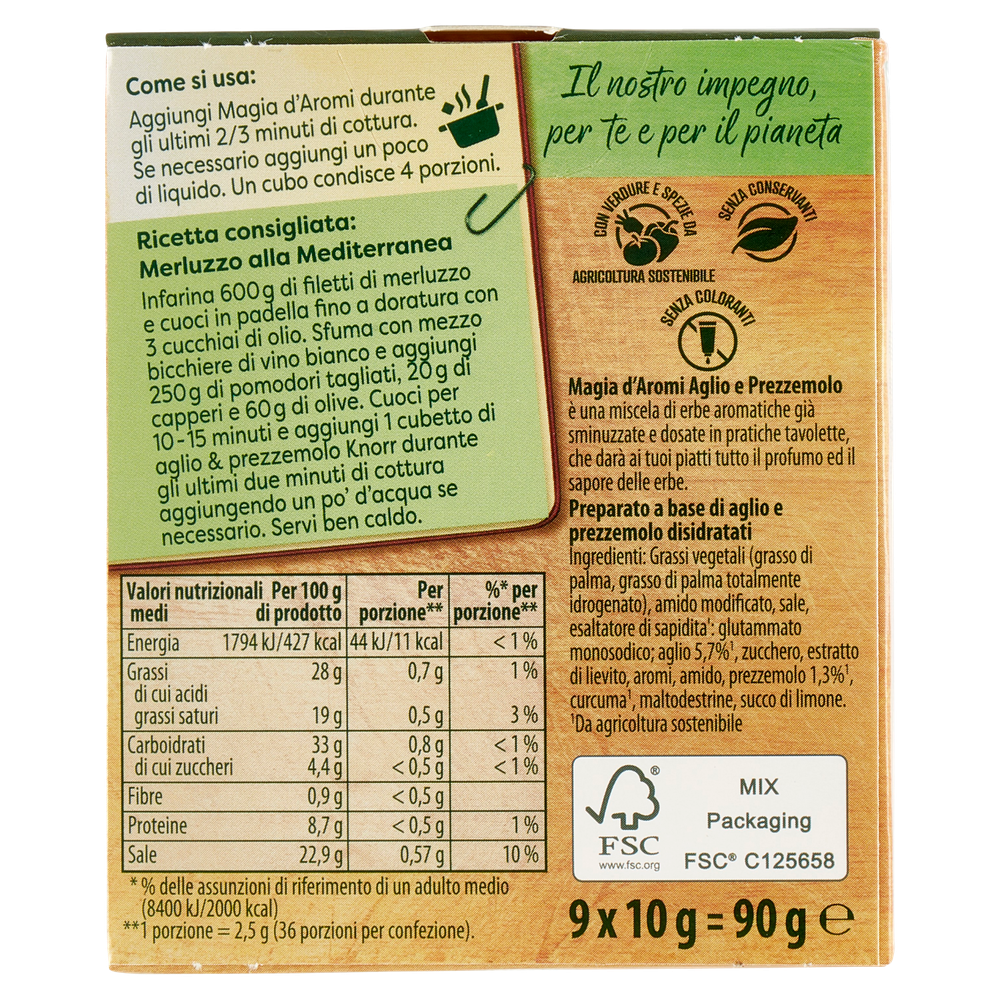 Come si usa:
Aggiungi Magia d'Aromi durante
gli ultimi 2/3 minuti di cottura.
Se necessario aggiungi un poco
di liquido. Un cubo condisce 4 porzioni.
Ricetta consigliata:
Merluzzo alla Mediterranea
Infarina 600g di filetti di merluzzo
e cuoci in padella fino a doratura con
3 cucchiai di olio. Sfuma con mezzo
bicchiere di vino bianco e aggiungi
250g di pomodori tagliati, 20g di
capperi e 60g di olive. Cuoci per
10-15 minuti e aggiungi 1 cubetto di
aglio & prezzemolo Knorr durante
gli ultimi due minuti di cottura
aggiungendo un po' d'acqua se
necessario. Servi ben caldo.
Valori nutrizionali Per 100 g Per %* per
medi di prodotto porzione** porzione**
Energia 1794 kJ/427 kcal 44 kJ/11 kcal < 1 %
Grassi 28 g 0,7 g 1 %
di cui acidi
grassi saturi 19 g 0,5 g 3 %
Carboidrati 33 g 0,8 g < 1 %
di cui zuccheri 4,4 g < 0,5 g < 1 %
Fibre 0,9 g < 0,5 g
Proteine 8,7 g < 0,5 g 1 %
Sale 22,9 g 0,57 g 10 %
* % delle assunzioni di riferimento di un adulto medio
(8400 kJ/2000 kcal)
**1 porzione = 2,5 g (36 porzioni per confezione).
Il nostro impegno,
per te e per il pianeta
CON VERDURE E SPEZIE DA
AGRICOLTURA SOSTENIBILE
SENZA CONSERVANTI
SENZA COLORANTI
Magia d'Aromi Aglio e Prezzemolo
è una miscela di erbe aromatiche già
sminuzzate e dosate in pratiche tavolette,
che darà ai tuoi piatti tutto il profumo ed il
sapore delle erbe.
Preparato a base di aglio e
prezzemolo disidratati
Ingredienti: Grassi vegetali (grasso di
palma, grasso di palma totalmente
idrogenato), amido modificato, sale,
esaltatore di sapidita': glutammato
monosodico; aglio 5,7%¹, zucchero, estratto
di lievito, aromi, amido, prezzemolo 1,3%¹,
curcuma¹, maltodestrine, succo di limone.
¹Da agricoltura sostenibile
®
FSC
www.fsc.org
MIX
Packaging
FSC® C125658
9 x 10 g = 90 g ℮